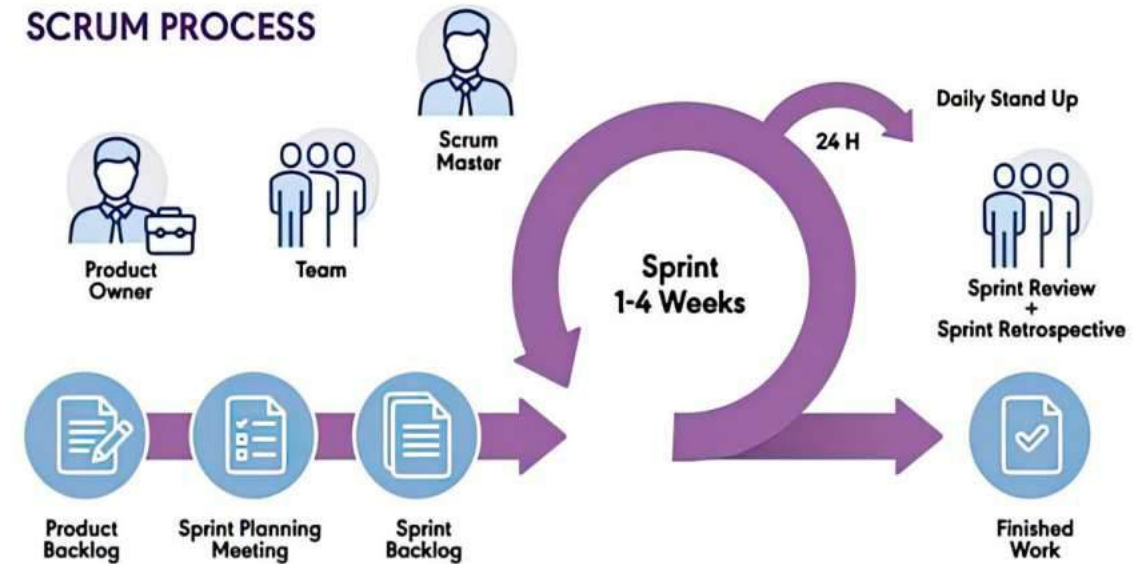 SCRUM PROCESS
Scrum
Master
Product
Owner
Team
Daily Stand Up
24 H
Sprint
1-4 Weeks
Sprint Review
+
Sprint Retrospective
Product
Backlog
Sprint Planning
Meeting
Sprint
Backlog
Finished
Work